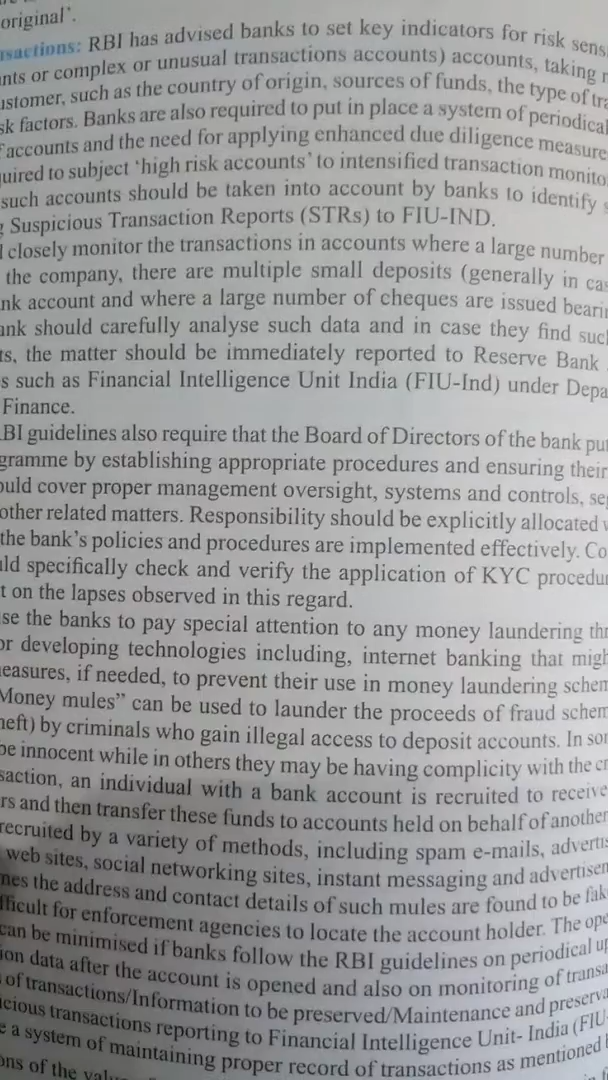 original’.
nsactions: RBI has advised banks to set key indicators for risk sens
nts or complex or unusual transactions accounts) accounts, taking
ustomer, such as the country of origin, sources of funds, the type of tra
sk factors. Banks are also required to put in place a system of periodical
accounts and the need for applying enhanced due diligence measure
quired to subject ‘high risk accounts’ to intensified transaction monito
such accounts should be taken into account by banks to identify
g Suspicious Transaction Reports (STRs) to FIU-IND.
closely monitor the transactions in accounts where a large number
the company, there are multiple small deposits (generally in cas
nk account and where a large number of cheques are issued beari
ank should carefully analyse such data and in case they find such
ts, the matter should be immediately reported to Reserve Bank
s such as Financial Intelligence Unit India (FIU-Ind) under Depa
Finance.
BI guidelines also require that the Board of Directors of the bank put
gramme by establishing appropriate procedures and ensuring their
ould cover proper management oversight, systems and controls, se
other related matters. Responsibility should be explicitly allocated w
the bank’s policies and procedures are implemented effectively. Co
ld specifically check and verify the application of KYC procedu
t on the lapses observed in this regard.
se the banks to pay special attention to any money laundering thr
or developing technologies including, internet banking that migh
easures, if needed, to prevent their use in money laundering schem
Money mules” can be used to launder the proceeds of fraud schem
heft) by criminals who gain illegal access to deposit accounts. In som
be innocent while in others they may be having complicity with the cr
saction, an individual with a bank account is recruited to receive
rs and then transfer these funds to accounts held on behalf of another
recruited by a variety of methods, including spam e-mails, advertis
web sites, social networking sites, instant messaging and advertisem
mes the address and contact details of such mules are found to be fak
fficult for enforcement agencies to locate the account holder. The ope
can be minimised if banks follow the RBI guidelines on periodical up
ion data after the account is opened and also on monitoring of transa
of transactions/Information to be preserved/Maintenance and preserva
icious transactions reporting to Financial Intelligence Unit- India (FIU-
e a system of maintaining proper record of transactions as mentioned
ons of the value